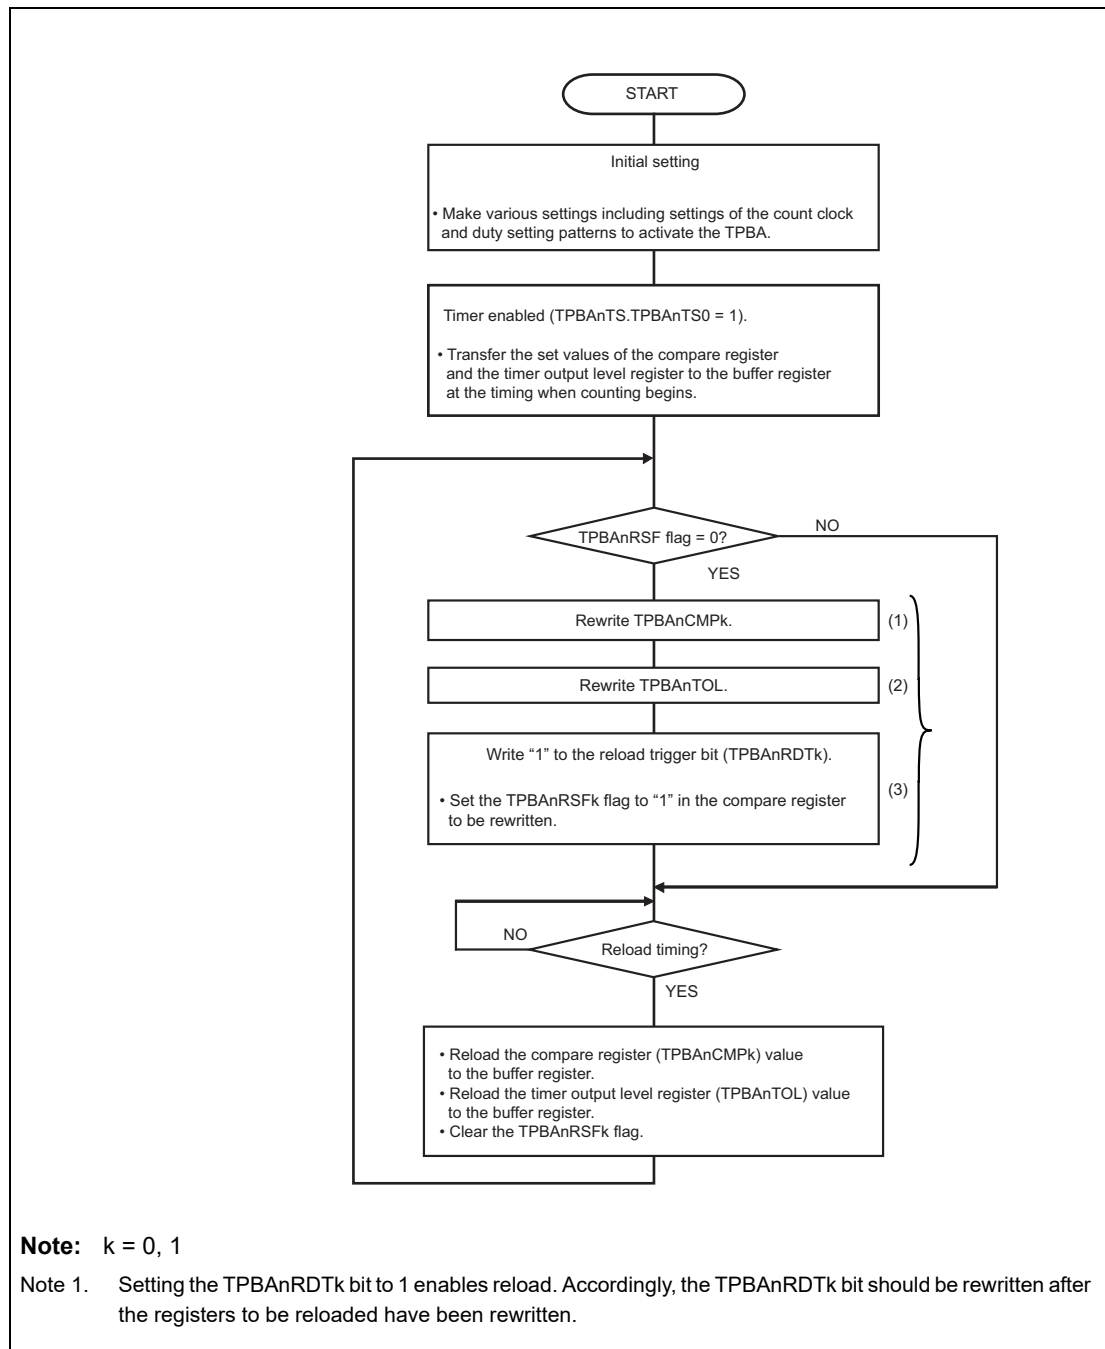 START
Initial setting
• Make various settings including settings of the count clock
and duty setting patterns to activate the TPBA.
Timer enabled (TPBAnTS.TPBAnTS0 = 1).
• Transfer the set values of the compare register
and the timer output level register to the buffer register
at the timing when counting begins.
TPBAnRSF flag = 0?
NO
YES
Rewrite TPBAnCMPk.
(1)
Rewrite TPBAnTOL.
(2)
Write “1” to the reload trigger bit (TPBAnRDTk).
• Set the TPBAnRSFk flag to “1” in the compare register
to be rewritten.
(3)
NO
Reload timing?
YES
• Reload the compare register (TPBAnCMPk) value
to the buffer register.
• Reload the timer output level register (TPBAnTOL) value
to the buffer register.
• Clear the TPBAnRSFk flag.
Note: k = 0, 1
Note 1. Setting the TPBAnRDTk bit to 1 enables reload. Accordingly, the TPBAnRDTk bit should be rewritten after
the registers to be reloaded have been rewritten.